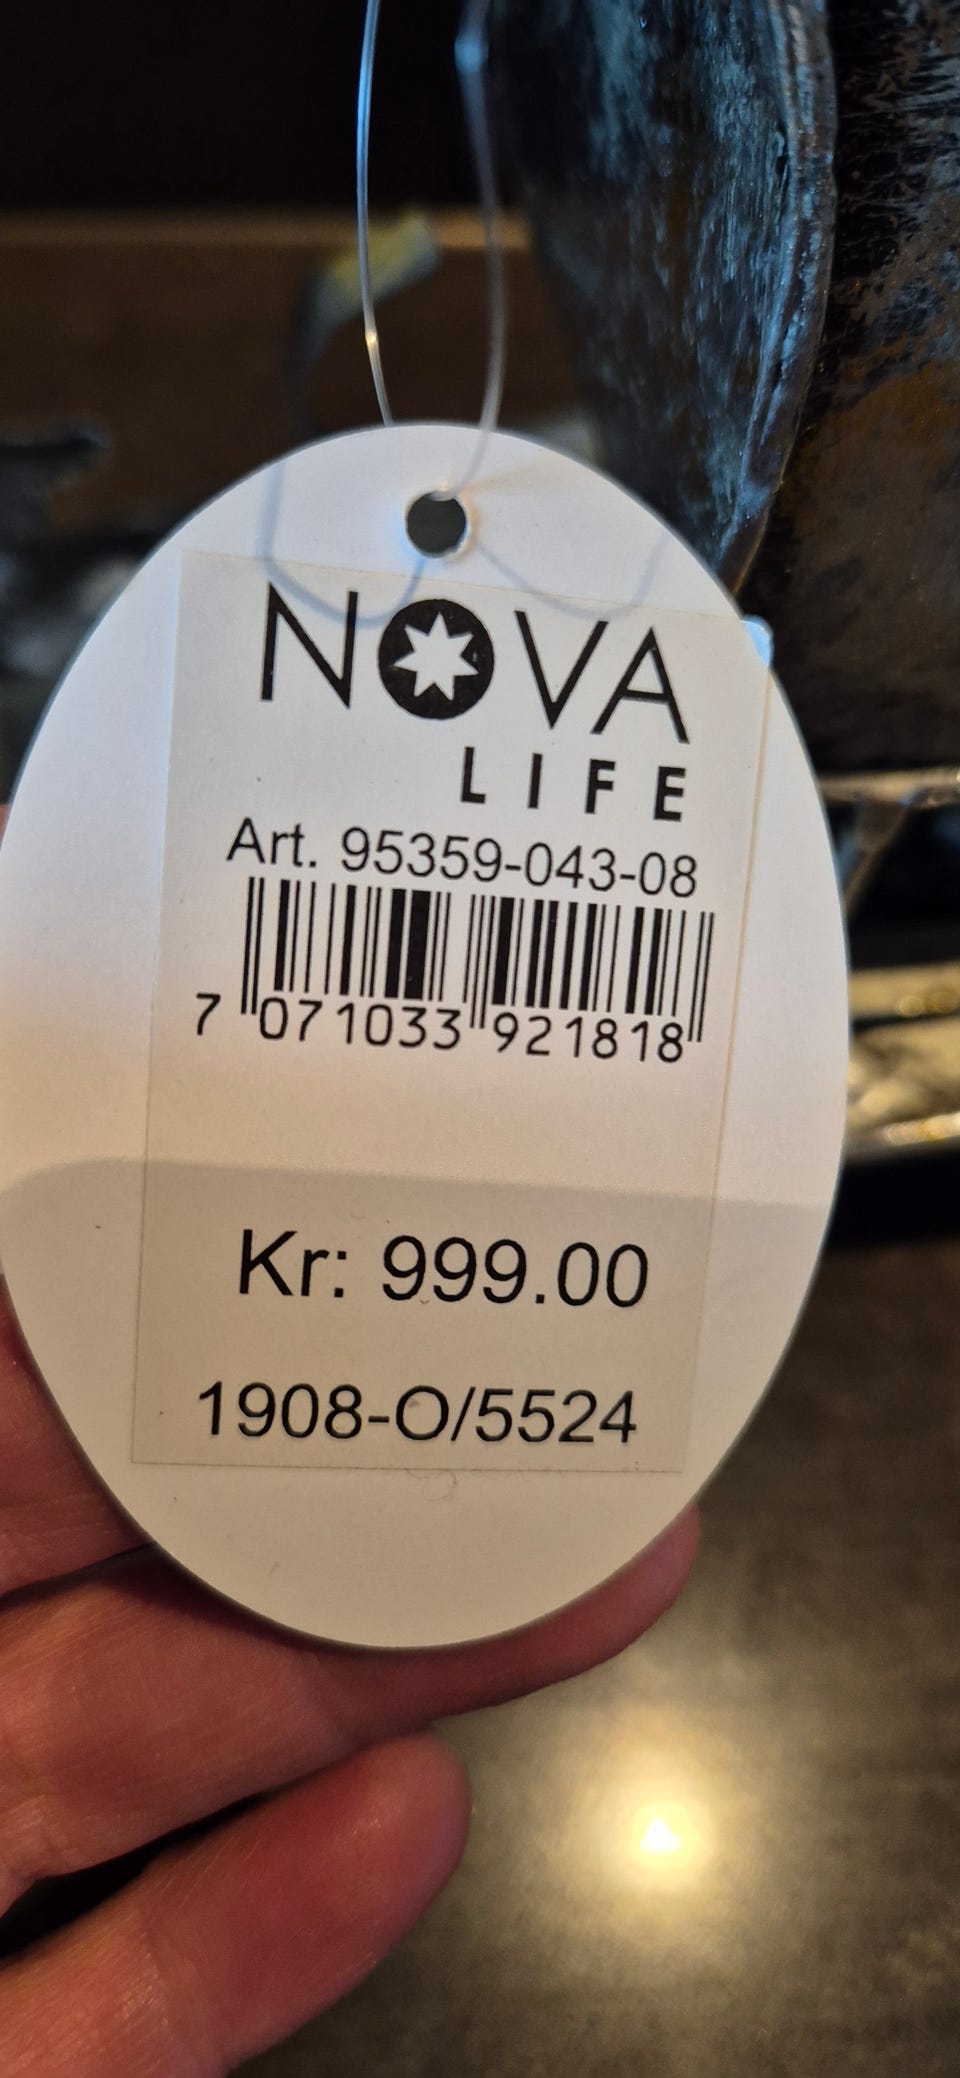 NOVA
LIFE
Art. 95359-043-08
7 071033 921818
Kr: 999.00
1908-O/5524